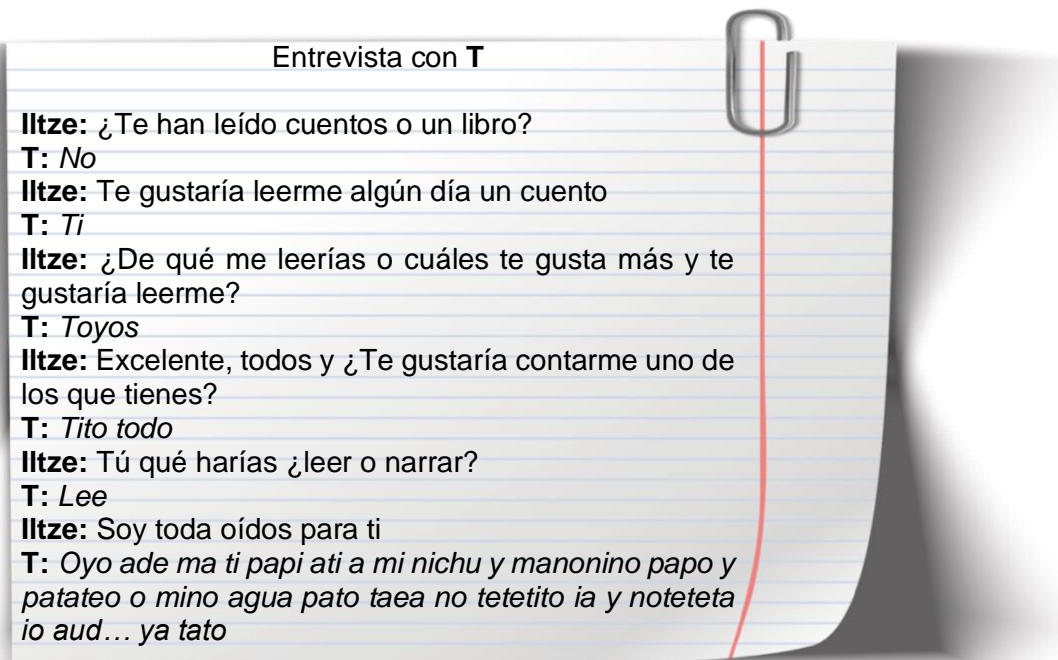 Entrevista con T
Iltze: ¿Te han leído cuentos o un libro?
T: No
Iltze: Te gustaría leerme algún día un cuento
T: Ti
Iltze: ¿De qué me leerías o cuáles te gusta más y te
gustaría leerme?
T: Toyos
Iltze: Excelente, todos y ¿Te gustaría contarme uno de
los que tienes?
T: Tito todo
Iltze: Tú qué harías ¿leer o narrar?
T: Lee
Iltze: Soy toda oídos para ti
T: Oyo ade ma ti papi ati a mi nichu y manonino papo y
patateo o mino agua pato taea no tetetito ia y noteteta
io aud… ya tato